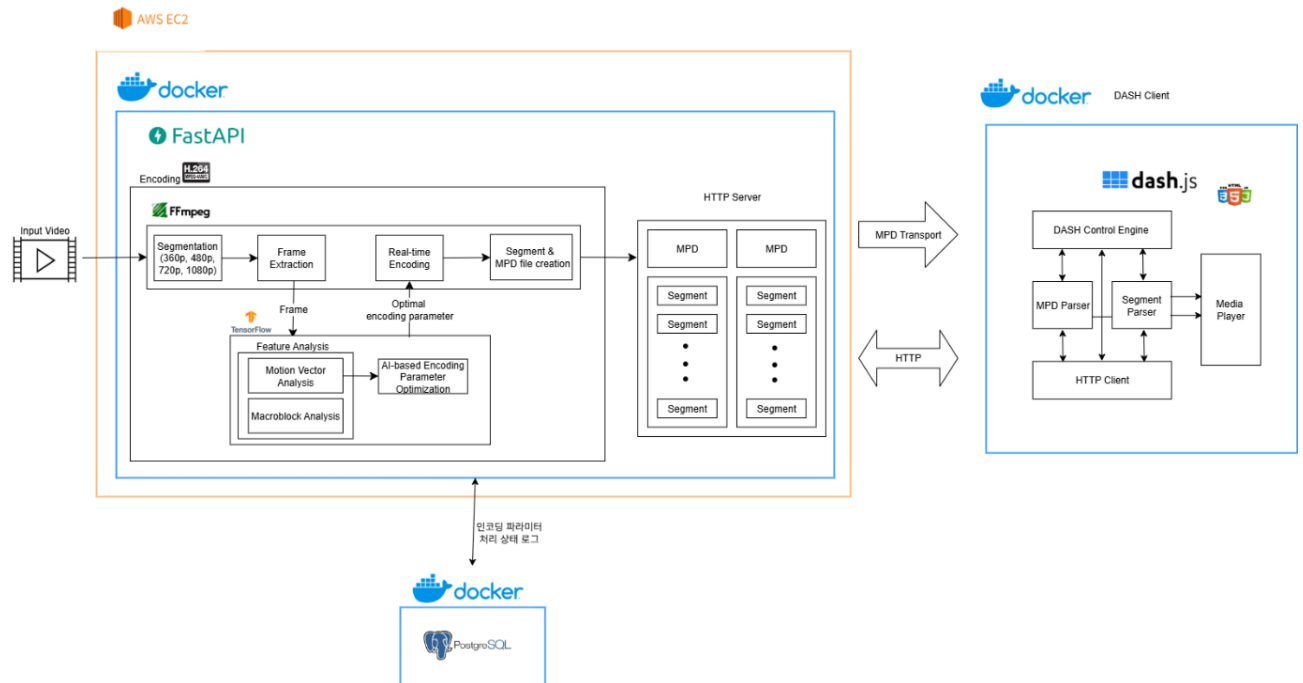 AWS EC2
docker
docker
DASH Client
FastAPI
dash.js
HTML
Encoding
H.264
HTTP Server
FFmpeg
Input Video
Segmentation
(360p, 480p,
720p, 1080p)
Frame
Extraction
Real-time
Encoding
Segment &
MPD file creation
MPD
MPD
MPD Transport
DASH Control Engine
Segment
Segment
Segment
Segment
Segment
Segment
MPD Parser
Segment
Parser
Media
Player
HTTP
HTTP Client
Frame
Optimal
encoding parameter
TensorFlow
Feature Analysis
Motion Vector
Analysis
AI-based Encoding
Parameter
Optimization
Macroblock Analysis
인코딩 파라미터
처리 상태 로그
docker
PostgreSQL